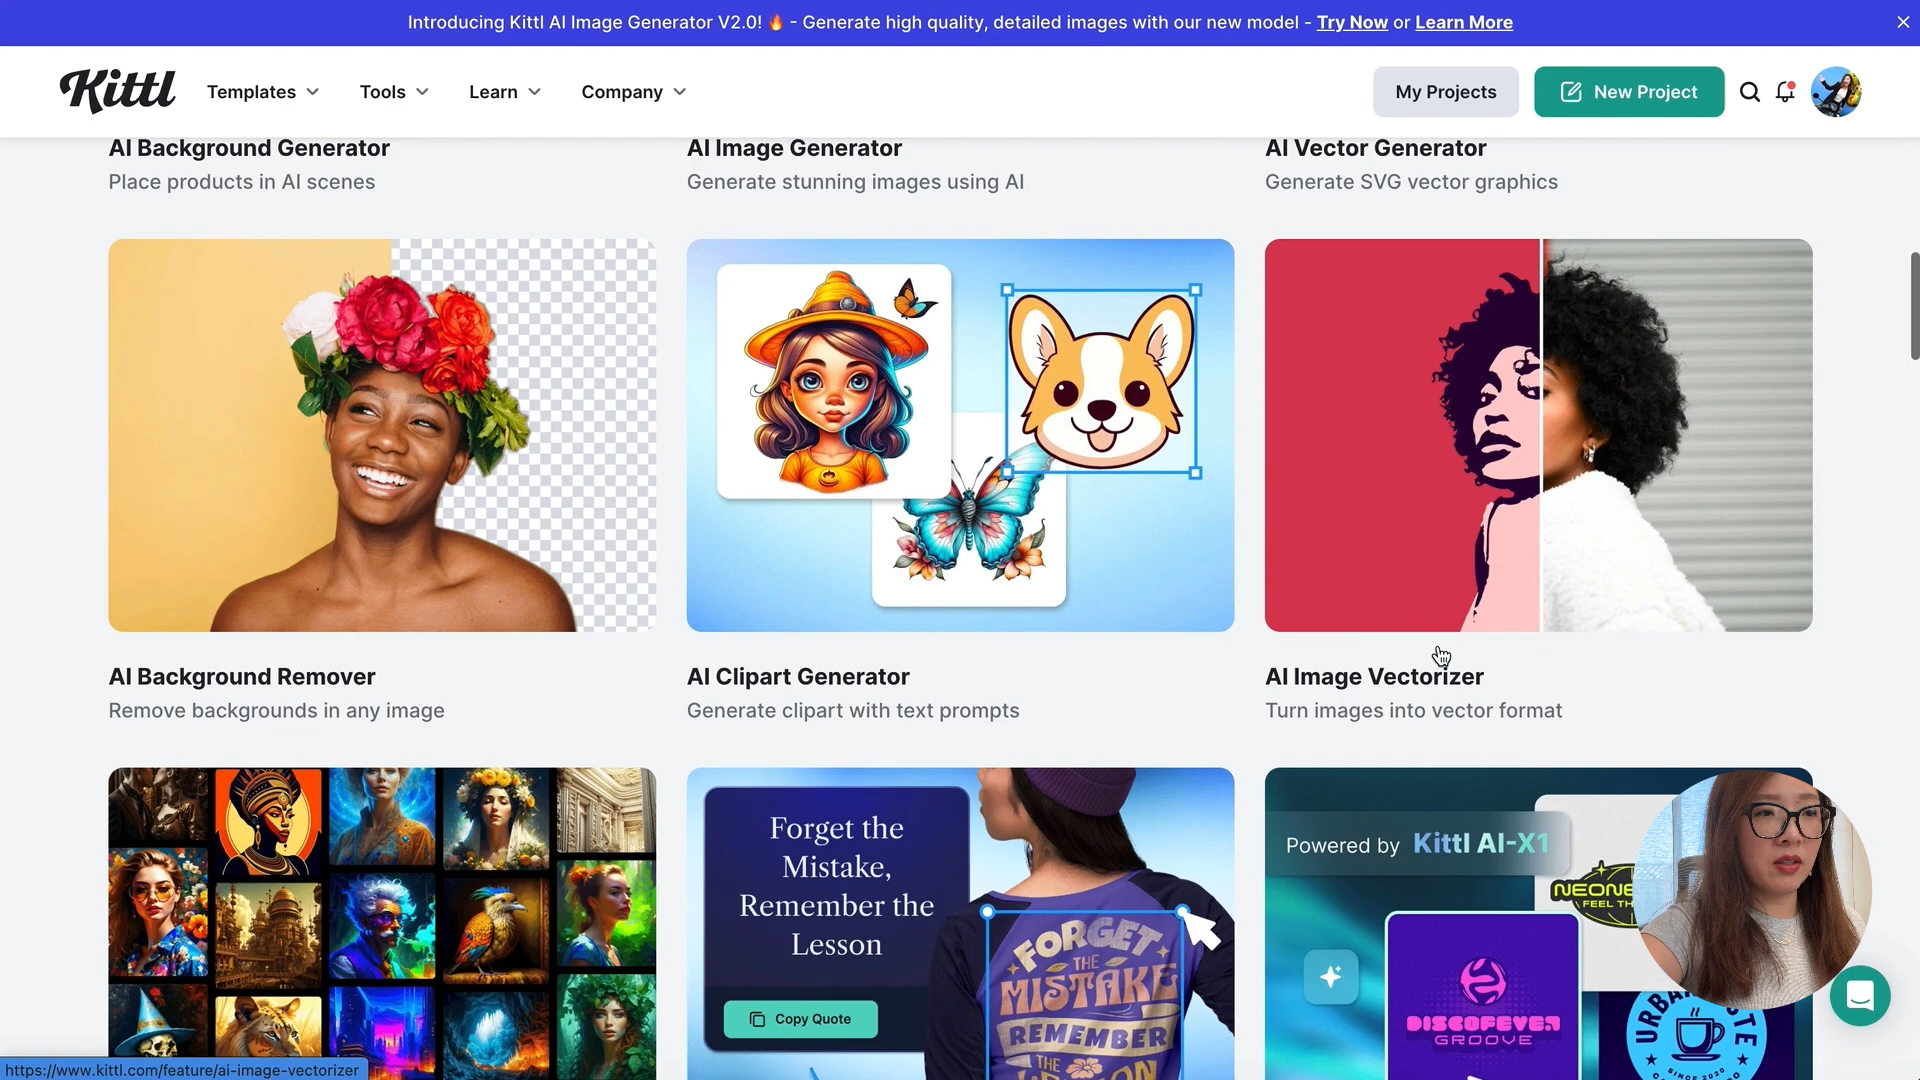 Introducing Kittl AI Image Generator V2.0! 🔥 - Generate high quality, detailed images with our new model - Try Now or Learn More
Kittl
Templates
Tools
Learn
Company
My Projects
New Project
AI Background Generator
Place products in AI scenes
AI Image Generator
Generate stunning images using AI
AI Vector Generator
Generate SVG vector graphics
AI Background Remover
Remove backgrounds in any image
AI Clipart Generator
Generate clipart with text prompts
AI Image Vectorizer
Turn images into vector format
Forget the
Mistake,
Remember the
Lesson
Copy Quote
FORGET
THE
MISTAKE
REMEMBER
THE
Powered by Kittl AI-X1
FEEL
DISCOFEVER
GROOVE
SINCE 2020
https://www.kittl.com/feature/ai-image-vectorizer